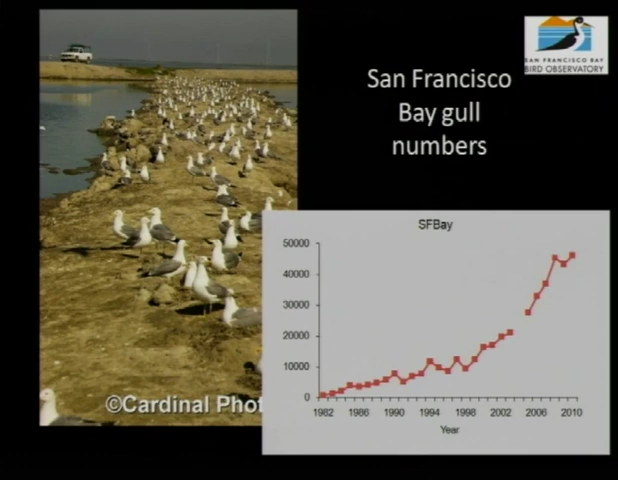 SAN FRANCISCO BAY
BIRD OBSERVATORY
San Francisco
Bay gull
numbers
©Cardinal Phot
SFBay
50000
40000
30000
20000
10000
0
1982
1986
1990
1994
1998
2002
2006
2010
Year